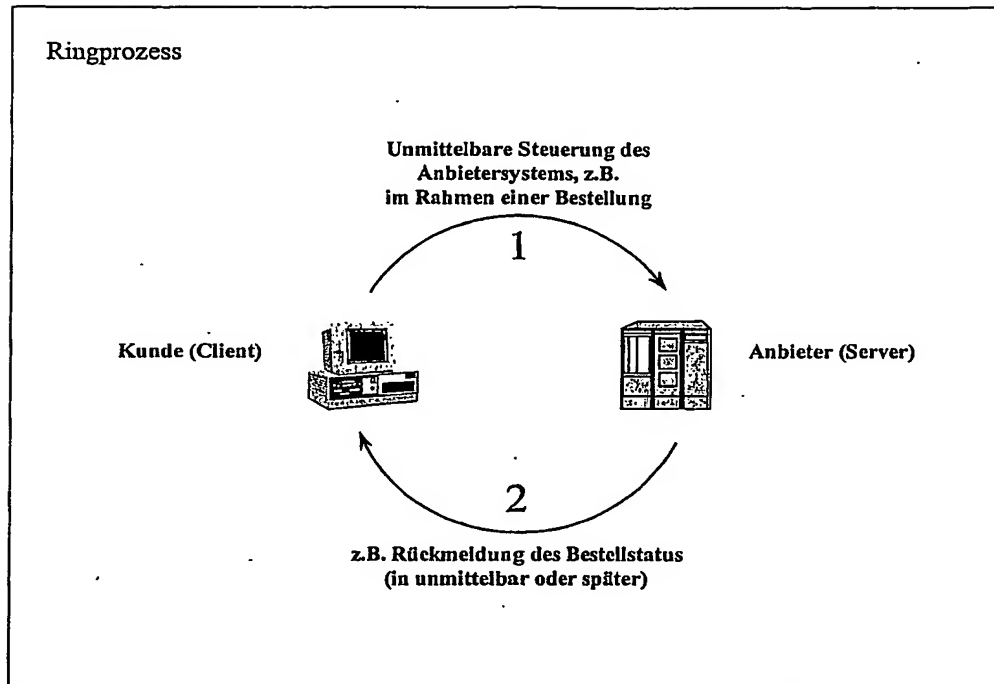 Ringprozess
Unmittelbare Steuerung des
Anbietersystems, z.B.
im Rahmen einer Bestellung
1
Kunde (Client)
Anbieter (Server)
2
z.B. Rückmeldung des Bestellstatus
(in unmittelbar oder später)